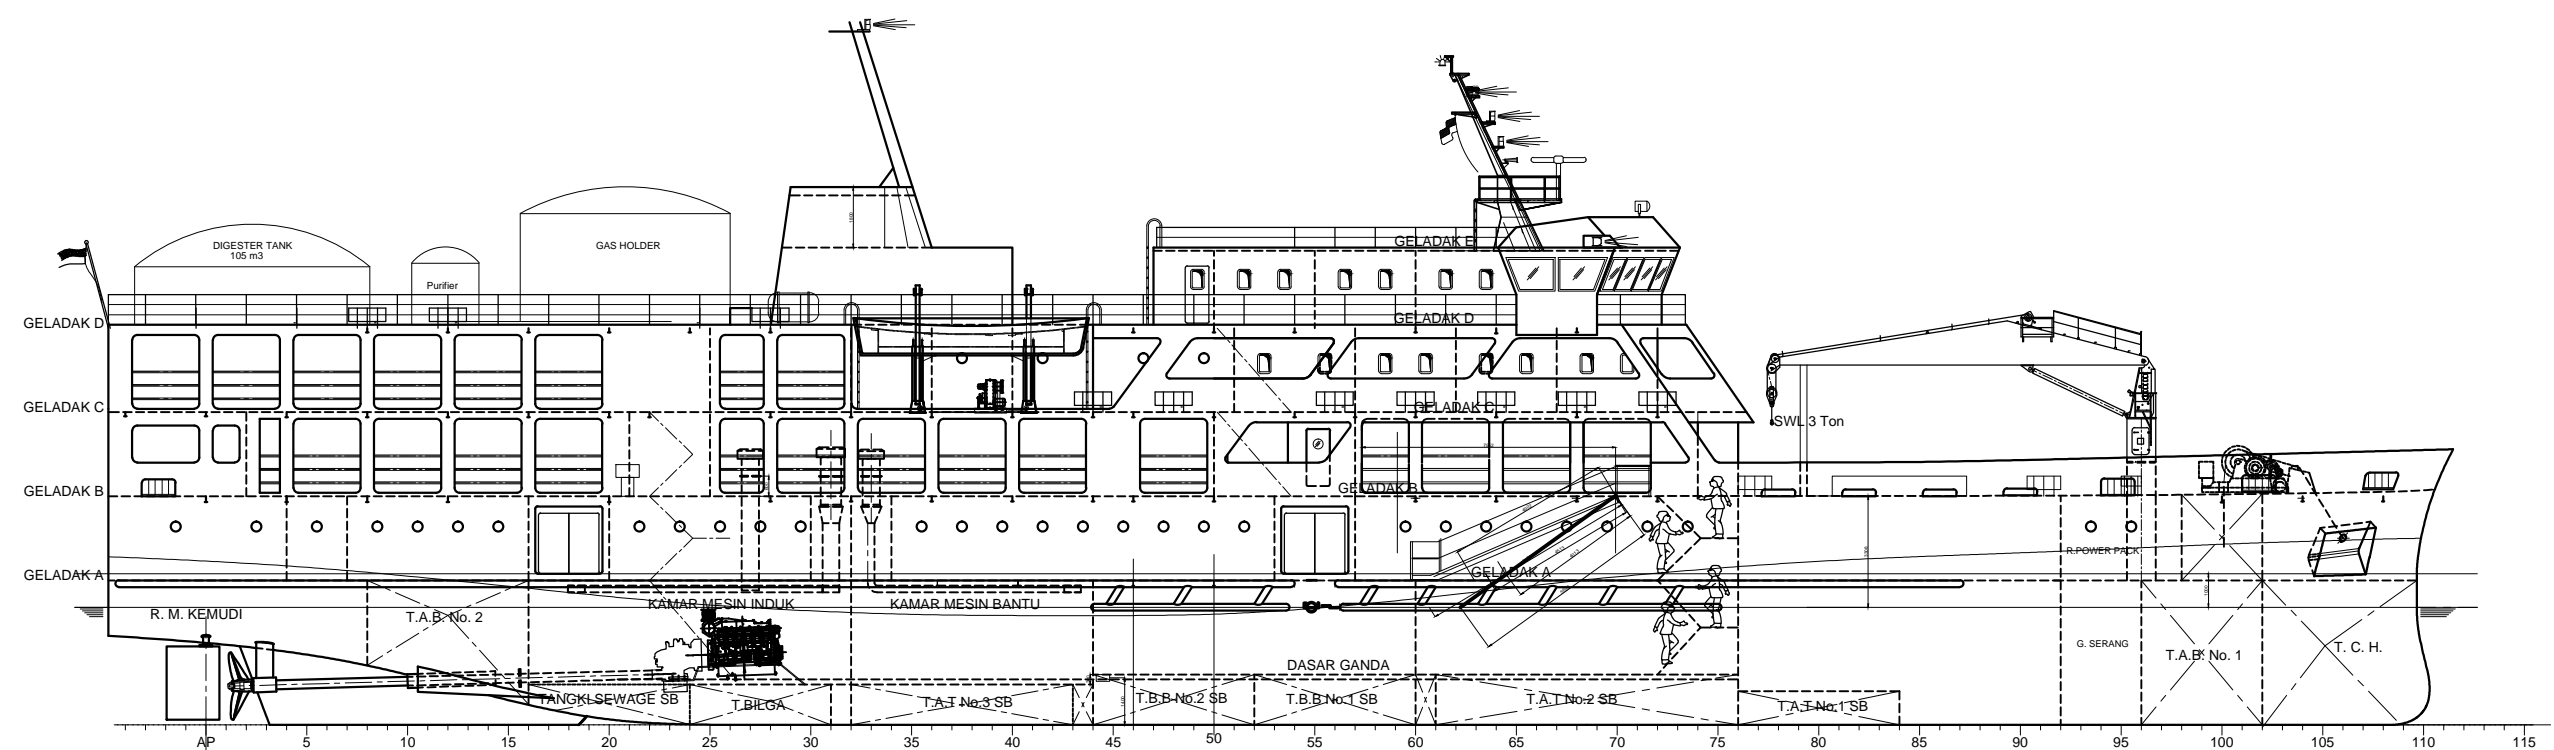 DIGESTER TANK
105 m3
GAS HOLDER
GELADAK E
Purifier
GELADAK D
GELADAK D
GELADAK C
GELADAK C
SWL 3 Ton
GELADAK B
GELADAK B
R.POWER PACK
GELADAK A
GELADAK A
R. M. KEMUDI
T.A.B. No. 2
KAMAR MESIN INDUK
KAMAR MESIN BANTU
G. SERANG
T.A.B. No. 1
T. C. H.
DASAR GANDA
TANGKI SEWAGE SB
T.BILGA
T.A.T No.3 SB
T.B.B No.2 SB
T.B.B No.1 SB
T.A.T No.2 SB
T.A.T No.1 SB
AP 5 10 15 20 25 30 35 40 45 50 55 60 65 70 75 80 85 90 95 100 105 110 115